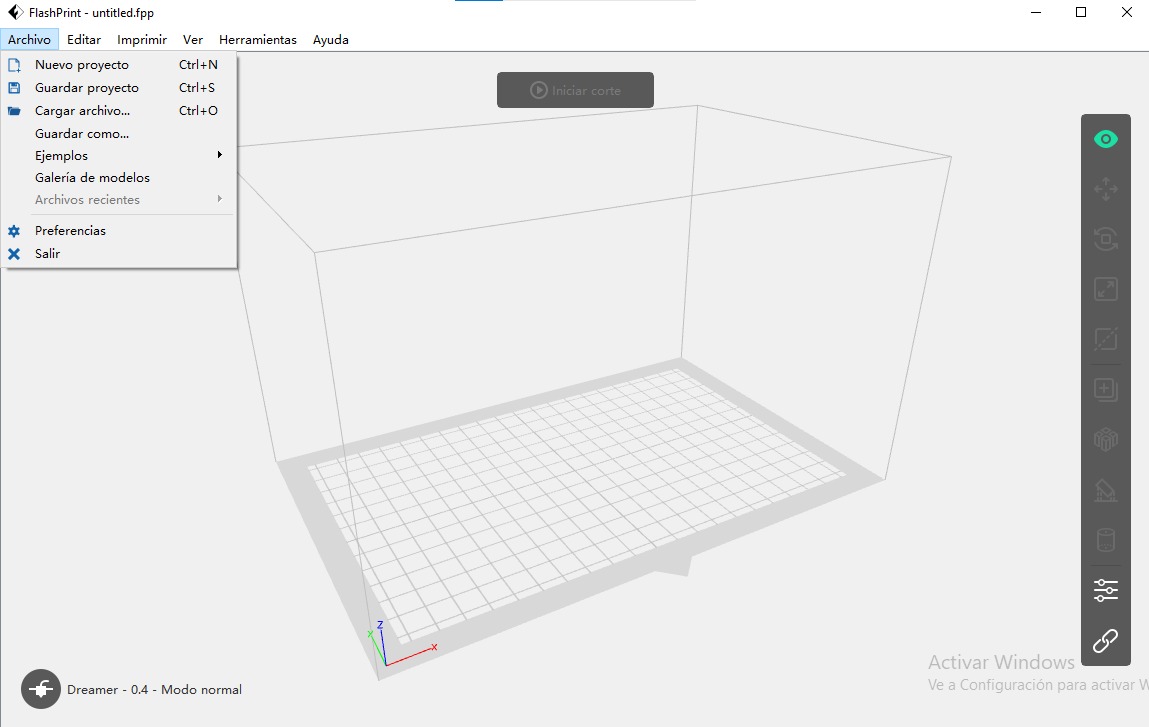 FlashPrint - untitled.fpp
Archivo Editar Imprimir Ver Herramientas Ayuda
Nuevo proyecto Ctrl+N
Guardar proyecto Ctrl+S
Cargar archivo... Ctrl+O
Guardar como...
Ejemplos
Galería de modelos
Archivos recientes
Preferencias
Salir
Iniciar corte
Z
Y
X
Activar Windows
Ve a Configuración para activar W
Dreamer - 0.4 - Modo normal